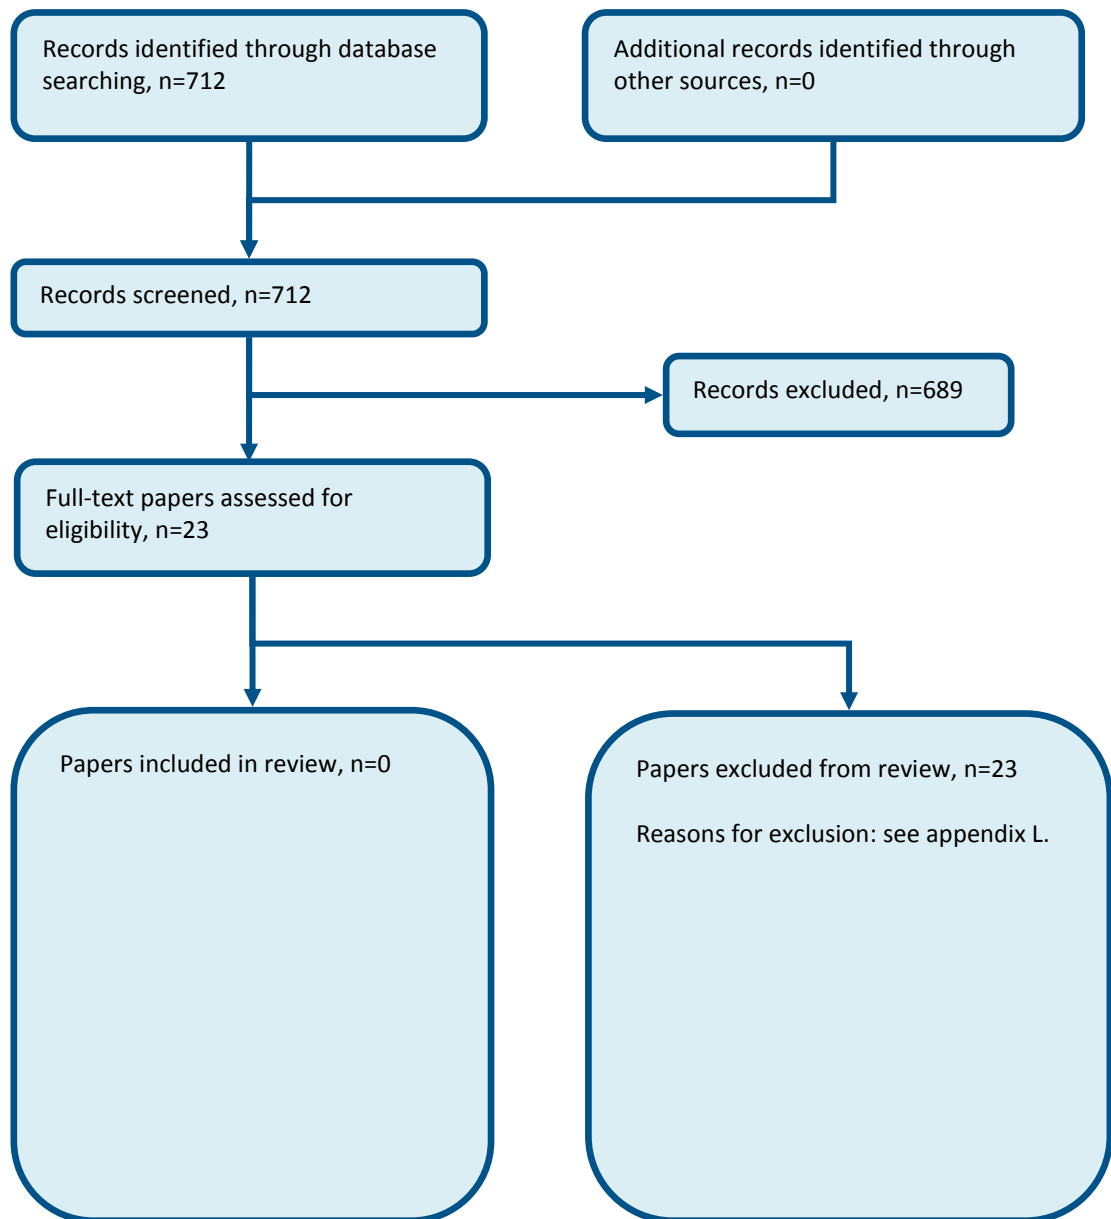 Records identified through database
searching, n=712
Additional records identified through
other sources, n=0
Records screened, n=712
Records excluded, n=689
Full-text papers assessed for
eligibility, n=23
Papers included in review, n=0
Papers excluded from review, n=23
Reasons for exclusion: see appendix L.